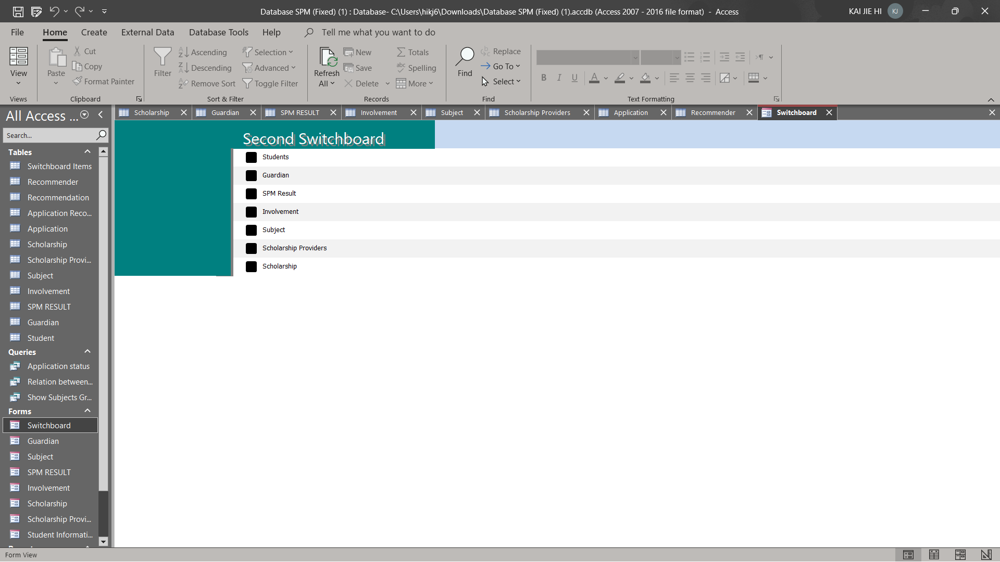 Database SPM (Fixed) (1) : Database- C:\Users\hikj6\Downloads\Database SPM (Fixed) (1).accdb (Access 2007 - 2016 file format) - Access
KAI JIE HI KJ
File Home Create External Data Database Tools Help Tell me what you want to do
View
Views
Paste
Cut
Copy
Format Painter
Clipboard
Filter
Ascending
Descending
Remove Sort
Selection
Advanced
Toggle Filter
Sort & Filter
Refresh
All
New
Save
Delete
Totals
Spelling
More
Records
Find
Replace
Go To
Select
Find
B I U A
Text Formatting
All Access ...
Search...
Tables
Switchboard Items
Recommender
Recommendation
Application Reco...
Application
Scholarship
Scholarship Provi...
Subject
Involvement
SPM RESULT
Guardian
Student
Queries
Application status
Relation between...
Show Subjects Gr...
Forms
Switchboard
Guardian
Subject
SPM RESULT
Involvement
Scholarship
Scholarship Provi...
Student Informati...
Scholarship Guardian SPM RESULT Involvement Subject Scholarship Providers Application Recommender Switchboard
Second Switchboard
Students
Guardian
SPM Result
Involvement
Subject
Scholarship Providers
Scholarship
Form View